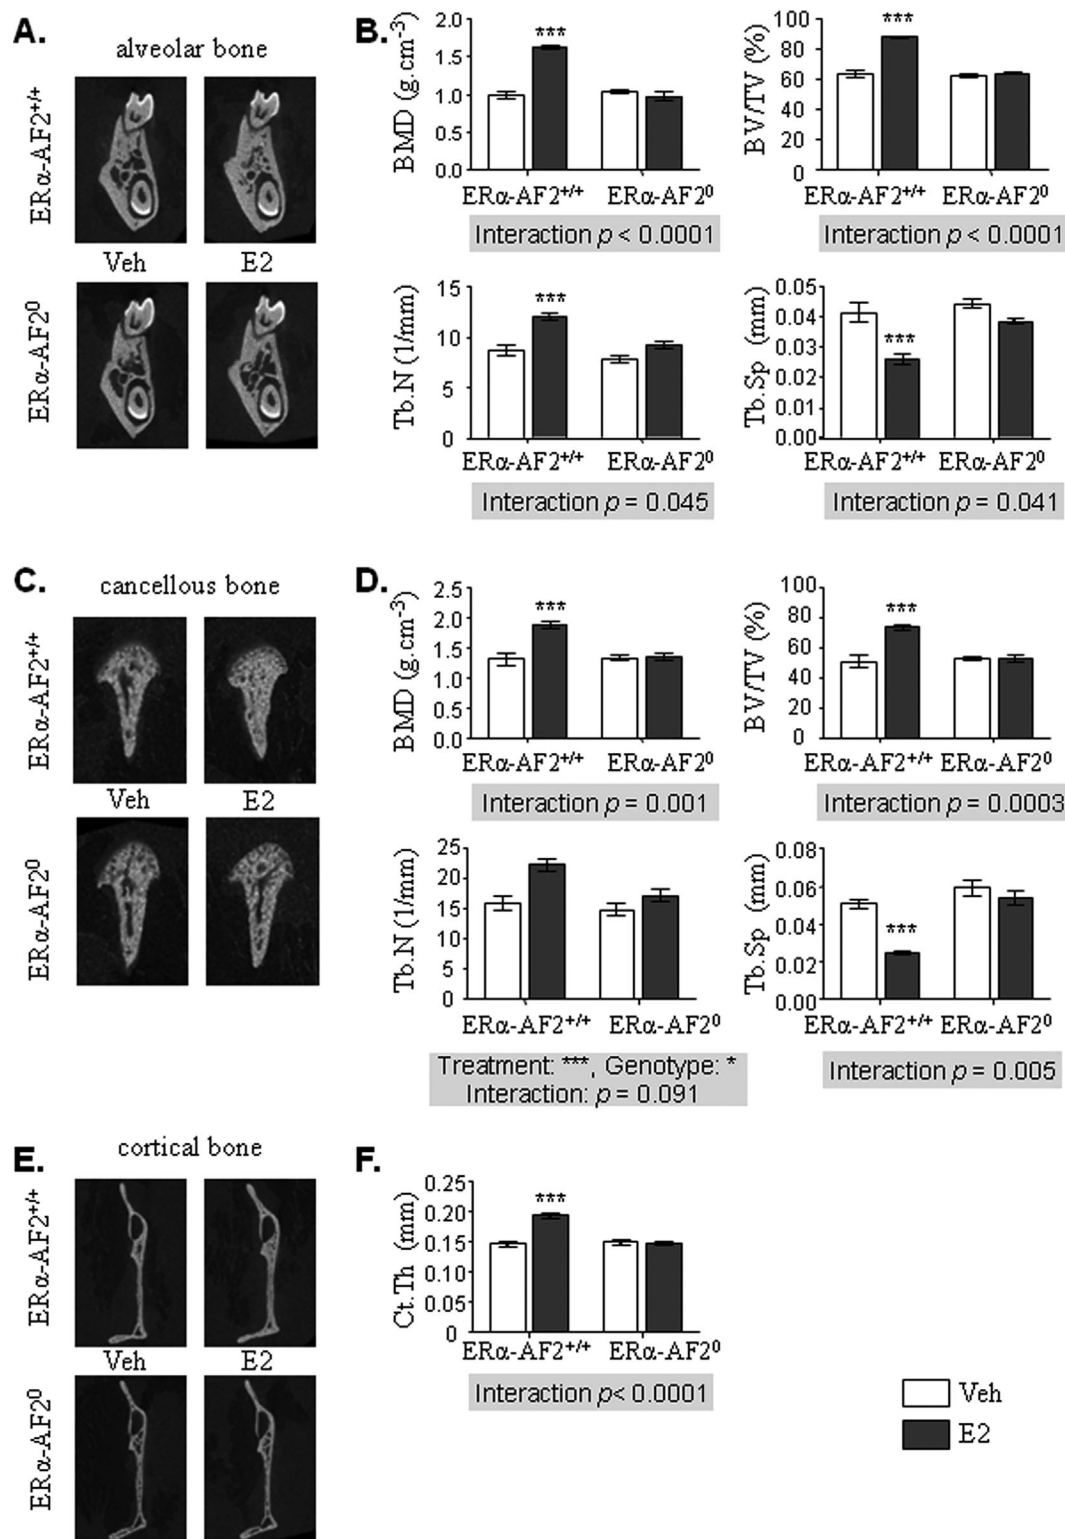 A.
alveolar bone
ERα-AF2+/+
Veh
E2
ERα-AF20
B.
BMD (g.cm-3)
2.0
1.5
1.0
0.5
0.0
***
ERα-AF2+/+
ERα-AF20
Interaction p < 0.0001
BV/TV (%)
100
80
60
40
20
0
***
ERα-AF2+/+
ERα-AF20
Interaction p < 0.0001
Tb.N (1/mm)
15
10
5
0
***
ERα-AF2+/+
ERα-AF20
Interaction p = 0.045
Tb.Sp (mm)
0.05
0.04
0.03
0.02
0.01
0.00
***
ERα-AF2+/+
ERα-AF20
Interaction p = 0.041
C.
cancellous bone
ERα-AF2+/+
Veh
E2
ERα-AF20
D.
BMD (g.cm-3)
2.5
2.0
1.5
1.0
0.5
0.0
***
ERα-AF2+/+
ERα-AF20
Interaction p = 0.001
BV/TV (%)
100
80
60
40
80
0
***
ERα-AF2+/+
ERα-AF20
Interaction p = 0.0003
Tb.N (1/mm)
25
22
15
10
5
0
ERα-AF2+/+
ERα-AF20
Treatment: ***, Genotype: *
Interaction: p = 0.091
Tb.Sp (mm)
0.08
0.06
0.04
0.02
0.00
***
ERα-AF2+/+
ERα-AF20
Interaction p = 0.005
E.
cortical bone
ERα-AF2+/+
Veh
E2
ERα-AF20
F.
Ct.Th (mm)
0.25
0.20
0.15
0.10
0.05
0
***
ERα-AF2+/+
ERα-AF20
Interaction p< 0.0001
Veh
E2